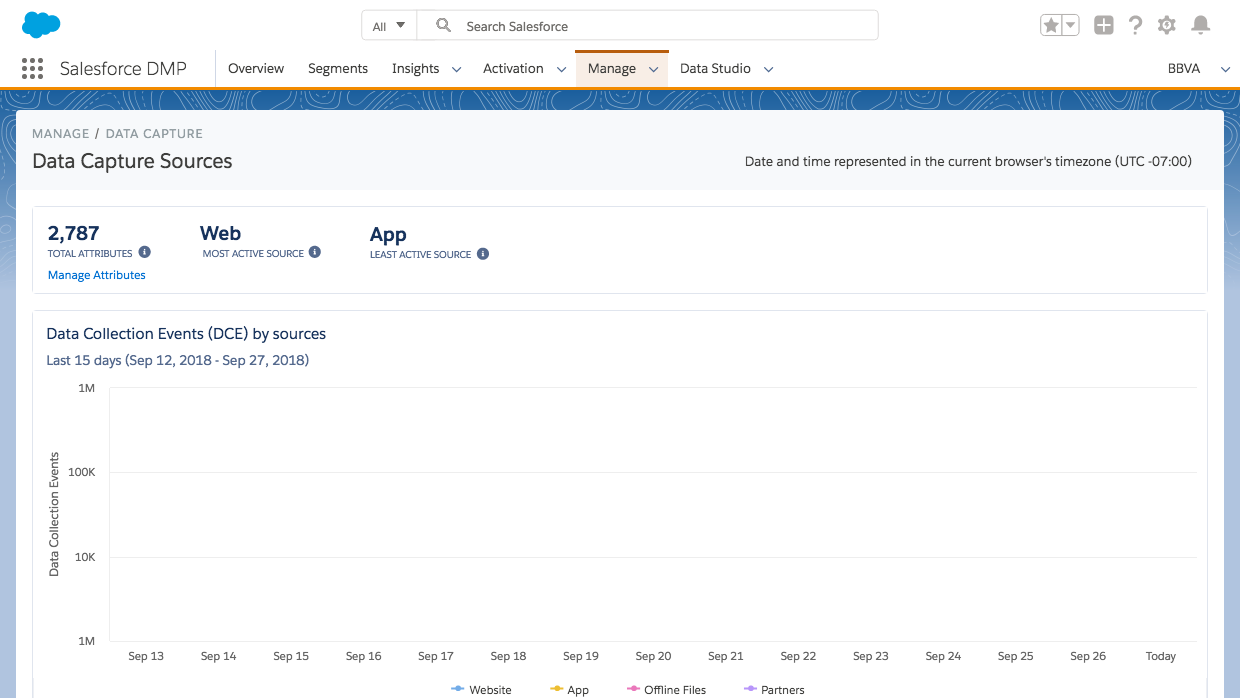 All
Search Salesforce
Salesforce DMP
Overview
Segments
Insights
Activation
Manage
Data Studio
BBVA
MANAGE / DATA CAPTURE
Data Capture Sources
Date and time represented in the current browser's timezone (UTC -07:00)
2,787
TOTAL ATTRIBUTES
Manage Attributes
Web
MOST ACTIVE SOURCE
App
LEAST ACTIVE SOURCE
Data Collection Events (DCE) by sources
Last 15 days (Sep 12, 2018 - Sep 27, 2018)
Data Collection Events
1M
100K
10K
1M
Sep 13
Sep 14
Sep 15
Sep 16
Sep 17
Sep 18
Sep 19
Sep 20
Sep 21
Sep 22
Sep 23
Sep 24
Sep 25
Sep 26
Today
Website
App
Offline Files
Partners